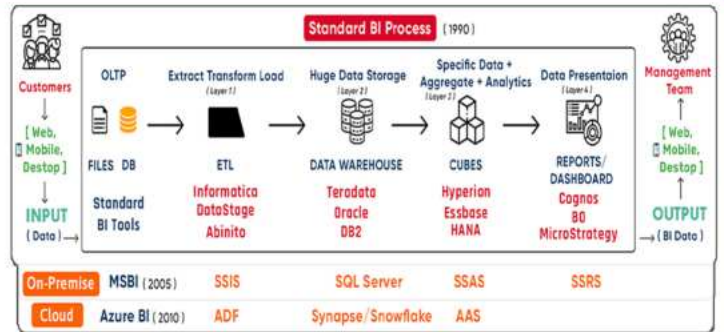 Standard BI Process ( 1990 )
Customers
[ Web,
Mobile,
Destop ]
INPUT
( Data )
OLTP
FILES DB
Standard
BI Tools
Extract Transform Load
( Layer 1 )
ETL
Informatica
DataStage
Abinito
Huge Data Storage
( Layer 2 )
DATA WAREHOUSE
Teradata
Oracle
DB2
Specific Data +
Aggregate + Analytics
( Layer 3 )
CUBES
Hyperion
Essbase
HANA
Data Presentaion
( Layer 4 )
REPORTS/
DASHBOARD
Cognos
BO
MicroStrategy
Management
Team
[ Web,
Mobile,
Destop ]
OUTPUT
( BI Data )
On-Premise MSBI ( 2005 ) SSIS SQL Server SSAS SSRS
Cloud Azure BI ( 2010 ) ADF Synapse/Snowflake AAS